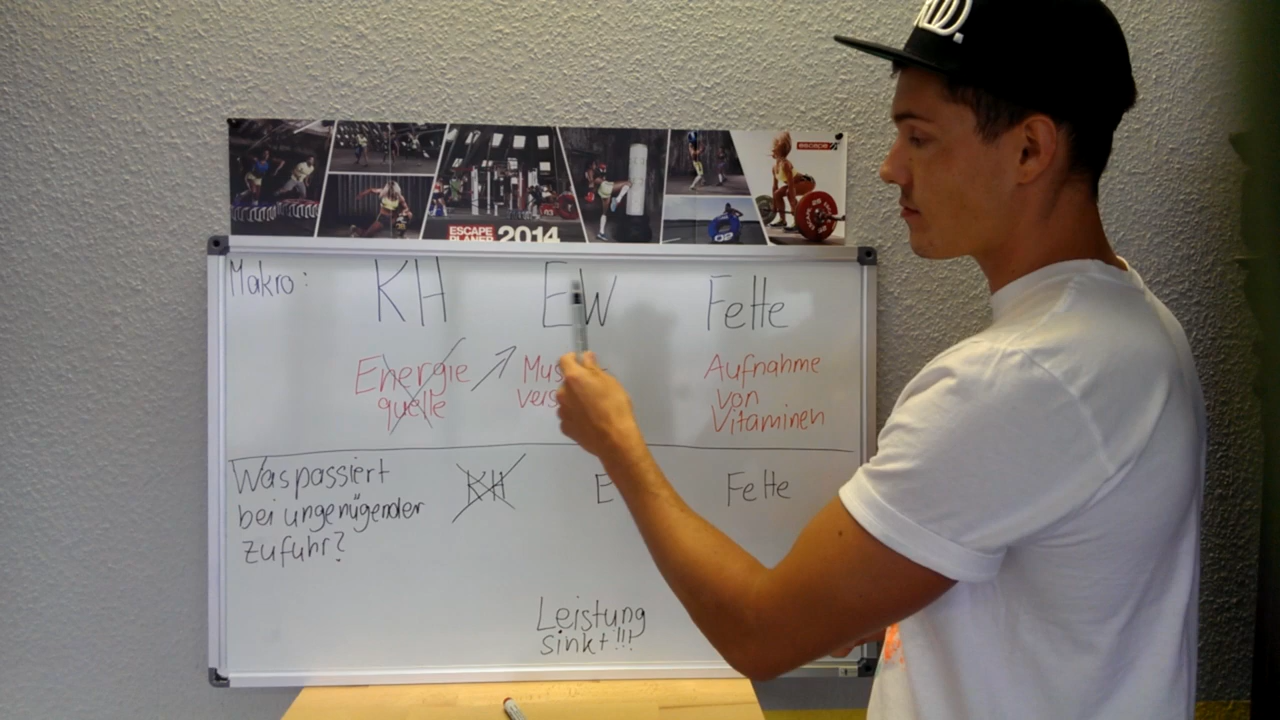 escape
ESCAPE
PLANER 2014
Makro: KH EW Fette
Energie
quelle
Aufnahme
von
Vitaminen
Was passiert
bei ungenügender
zufuhr?
KH Fette
Leistung
sinkt!!!